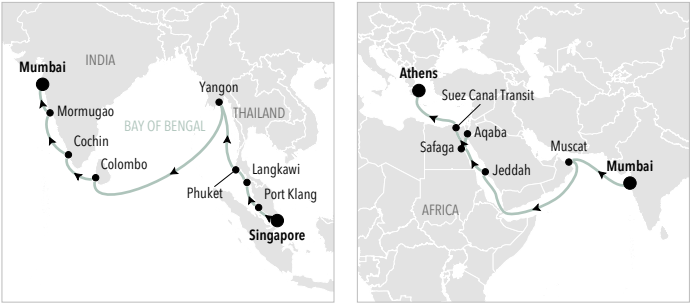 INDIA
Mumbai
Yangon
Mormugao
BAY OF BENGAL
THAILAND
Cochin
Colombo
Langkawi
Phuket
Port Klang
Singapore
Athens
Suez Canal Transit
Aqaba
Safaga
Muscat
Mumbai
Jeddah
AFRICA